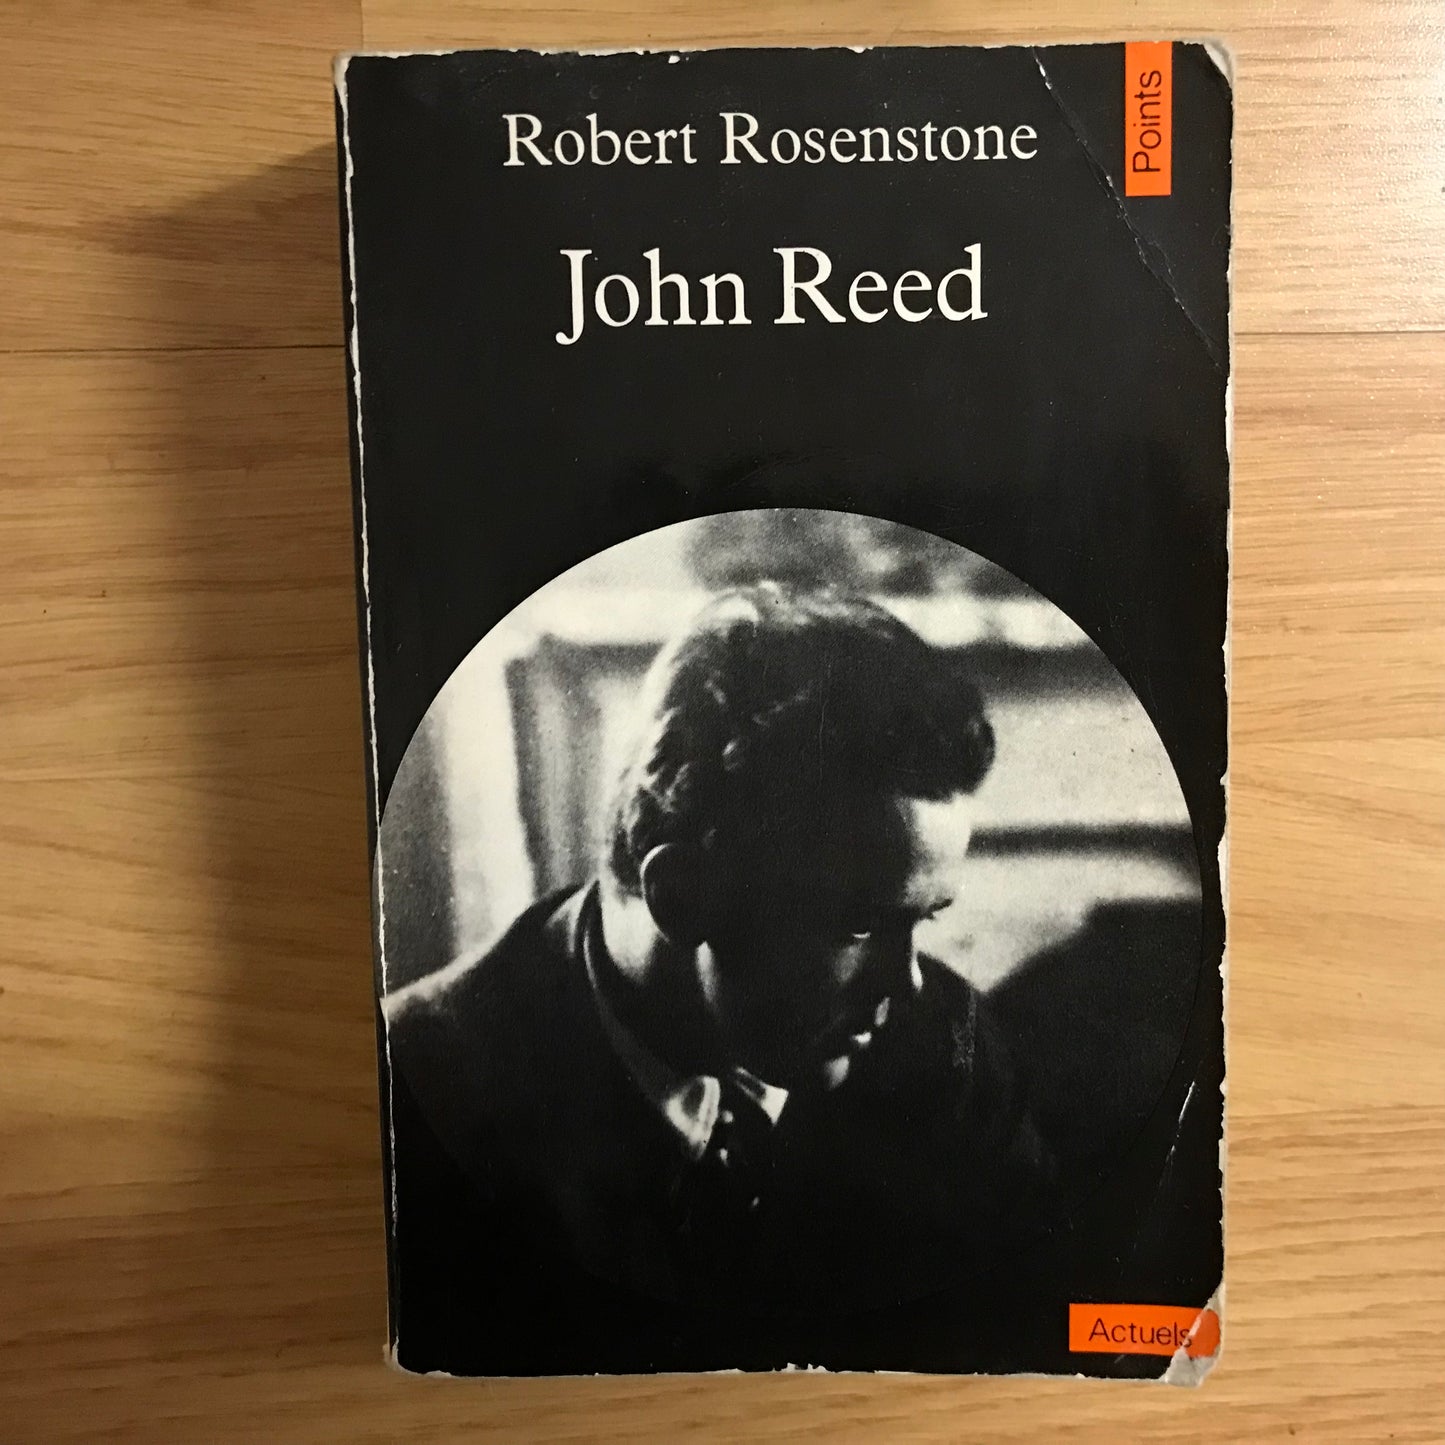 Points
Robert Rosenstone
John Reed
Actuels